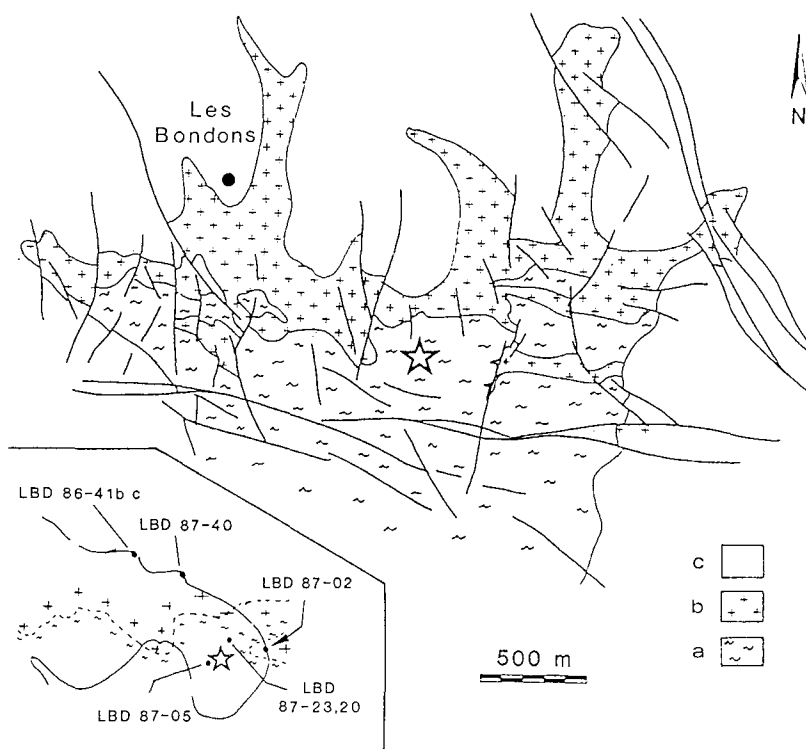 Les
Bondons
N
LBD 86-41b c
LBD 87-40
LBD 87-02
LBD
87-23,20
LBD 87-05
500 m
c
b
a